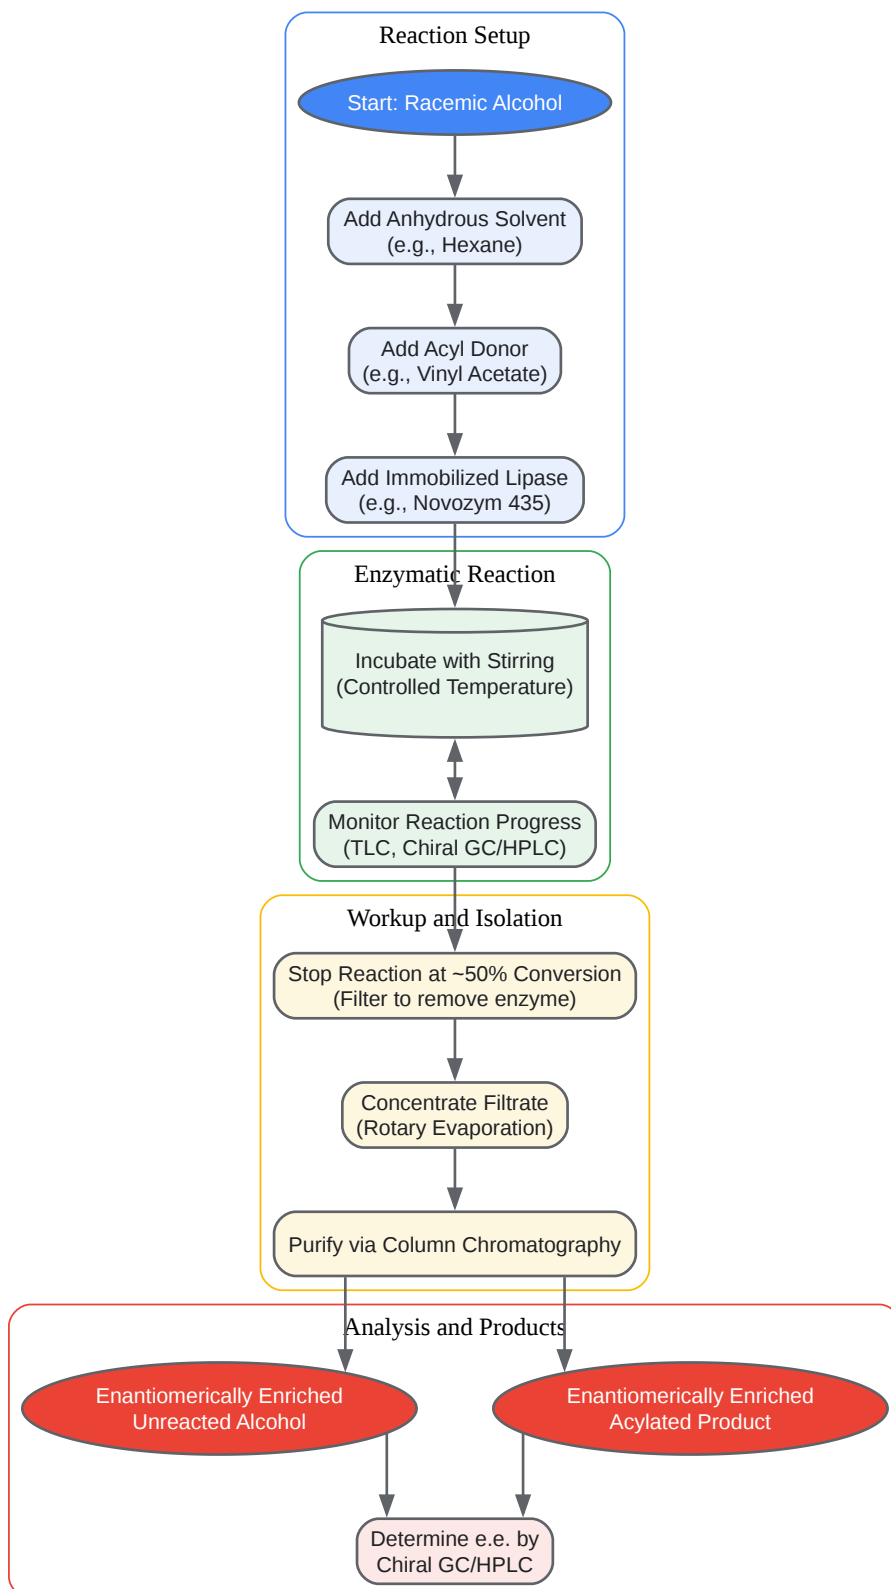 Reaction Setup
Start: Racemic Alcohol
Add Anhydrous Solvent
(e.g., Hexane)
Add Acyl Donor
(e.g., Vinyl Acetate)
Add Immobilized Lipase
(e.g., Novozym 435)
Enzymatic Reaction
Incubate with Stirring
(Controlled Temperature)
Monitor Reaction Progress
(TLC, Chiral GC/HPLC)
Workup and Isolation
Stop Reaction at ~50% Conversion
(Filter to remove enzyme)
Concentrate Filtrate
(Rotary Evaporation)
Purify via Column Chromatography
Analysis and Products
Enantiomerically Enriched
Unreacted Alcohol
Enantiomerically Enriched
Acylated Product
Determine e.e. by
Chiral GC/HPLC